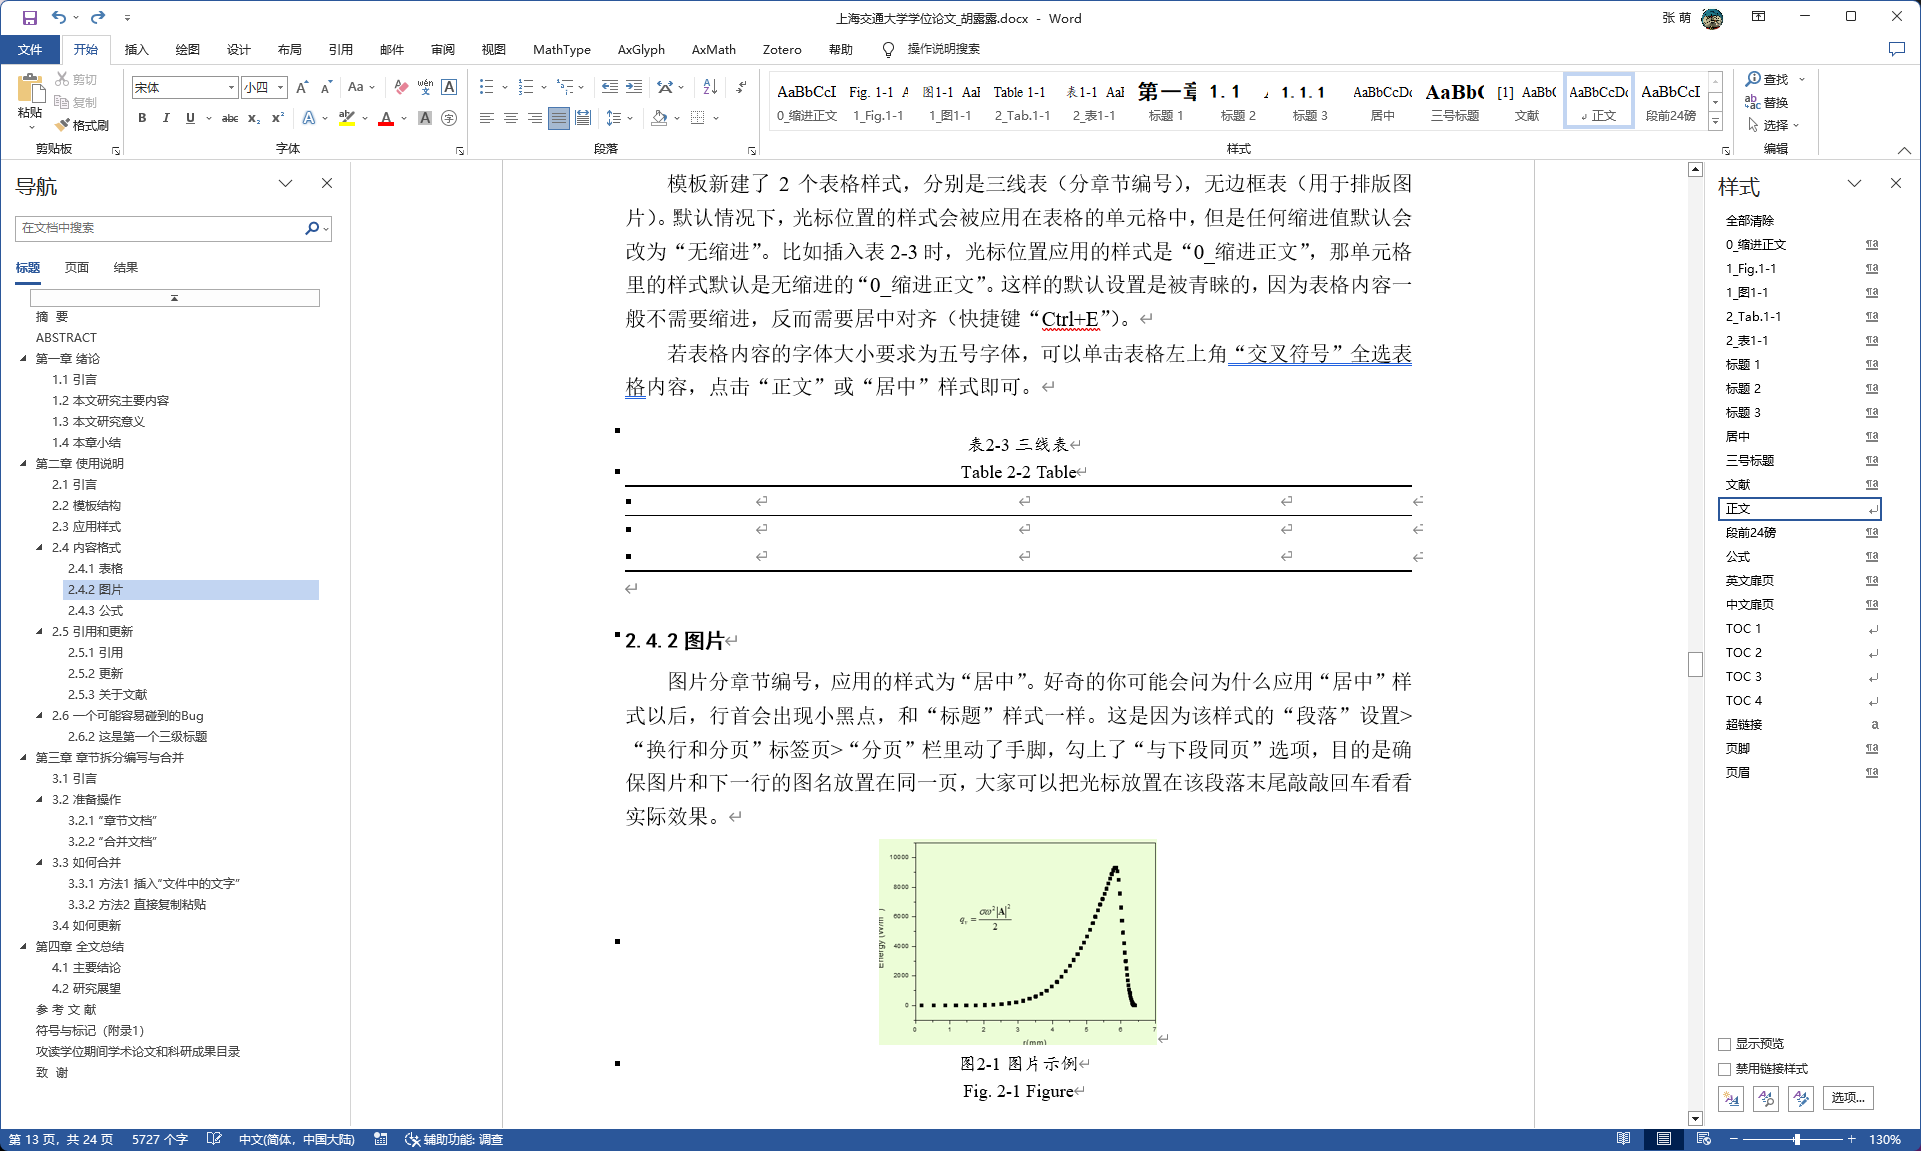 上海交通大学学位论文_胡露露.docx - Word
张 萌
文件 开始 插入 绘图 设计 布局 引用 邮件 审阅 视图 MathType AxGlyph AxMath Zotero 帮助 操作说明搜索
粘贴
剪切
复制
格式刷
剪贴板
宋体 小四
字体
段落
AaBbCcI 0_缩进正文
Fig. 1-1 A 1_Fig.1-1
图1-1 Aal 1_图1-1
Table 1-1 2_Tab.1-1
表1-1 Aal 2_表1-1
第一章 标题 1
1. 1 标题 2
1. 1. 1 标题 3
AaBbCcDc 居中
AaBb( 三号标题
[1] AaBb( 文献
AaBbCcDc 正文
AaBbCcI 段前24磅
样式
查找
替换
选择
编辑
导航
在文档中搜索
标题 页面 结果
摘 要
ABSTRACT
第一章 绪论
1.1 引言
1.2 本文研究主要内容
1.3 本文研究意义
1.4 本章小结
第二章 使用说明
2.1 引言
2.2 模板结构
2.3 应用样式
2.4 内容格式
2.4.1 表格
2.4.2 图片
2.4.3 公式
2.5 引用和更新
2.5.1 引用
2.5.2 更新
2.5.3 关于文献
2.6 一个可能容易碰到的Bug
2.6.2 这是第一个三级标题
第三章 章节拆分编写与合并
3.1 引言
3.2 准备操作
3.2.1 “章节文档”
3.2.2 “合并文档”
3.3 如何合并
3.3.1 方法1 插入“文件中的文字”
3.3.2 方法2 直接复制粘贴
3.4 如何更新
第四章 全文总结
4.1 主要结论
4.2 研究展望
参 考 文 献
符号与标记（附录1）
攻读学位期间学术论文和科研成果目录
致 谢
模板新建了 2 个表格样式，分别是三线表（分章节编号），无边框表（用于排版图
片）。默认情况下，光标位置的样式会被应用在表格的单元格中，但是任何缩进值默认会
改为“无缩进”。比如插入表 2-3 时，光标位置应用的样式是“0_缩进正文”，那单元格
里的样式默认是无缩进的“0_缩进正文”。这样的默认设置是被青睐的，因为表格内容一
般不需要缩进，反而需要居中对齐（快捷键“Ctrl+E”）。
若表格内容的字体大小要求为五号字体，可以单击表格左上角“交叉符号”全选表
格内容，点击“正文”或“居中”样式即可。
表2-3 三线表
Table 2-2 Table
2. 4. 2 图片
图片分章节编号，应用的样式为“居中”。好奇的你可能会问为什么应用“居中”样
式以后，行首会出现小黑点，和“标题”样式一样。这是因为该样式的“段落”设置>
“换行和分页”标签页>“分页”栏里动了手脚，勾上了“与下段同页”选项，目的是确
保图片和下一行的图名放置在同一页，大家可以把光标放置在该段落末尾敲敲回车看看
实际效果。
10000
8000
6000
4000
2000
0
Energy (W/m
q_v = σω²|A|² / 2
0 1 2 3 4 5 6 7
r(mm)
图2-1 图片示例
Fig. 2-1 Figure
样式
全部清除
0_缩进正文
1_Fig.1-1
1_图1-1
2_Tab.1-1
2_表1-1
标题 1
标题 2
标题 3
居中
三号标题
文献
正文
段前24磅
公式
英文扉页
中文扉页
TOC 1
TOC 2
TOC 3
TOC 4
超链接
页脚
页眉
显示预览
禁用链接样式
选项...
第 13 页，共 24 页 5727 个字 中文(简体，中国大陆) 辅助功能: 调查
130%